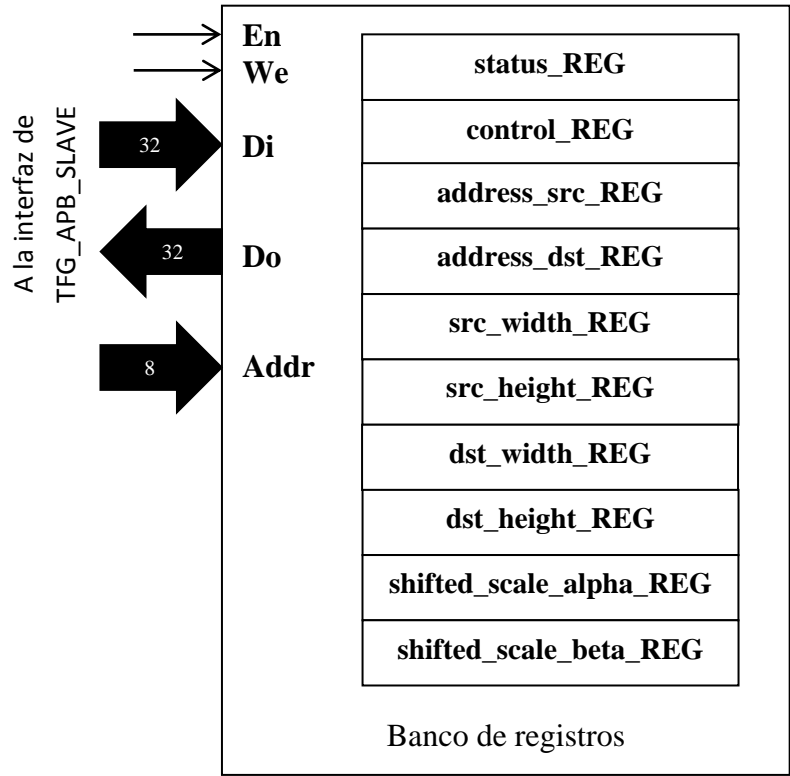 En
We
Di
Do
Addr
32
32
8
A la interfaz de
TFG_APB_SLAVE
status_REG
control_REG
address_src_REG
address_dst_REG
src_width_REG
src_height_REG
dst_width_REG
dst_height_REG
shifted_scale_alpha_REG
shifted_scale_beta_REG
Banco de registros